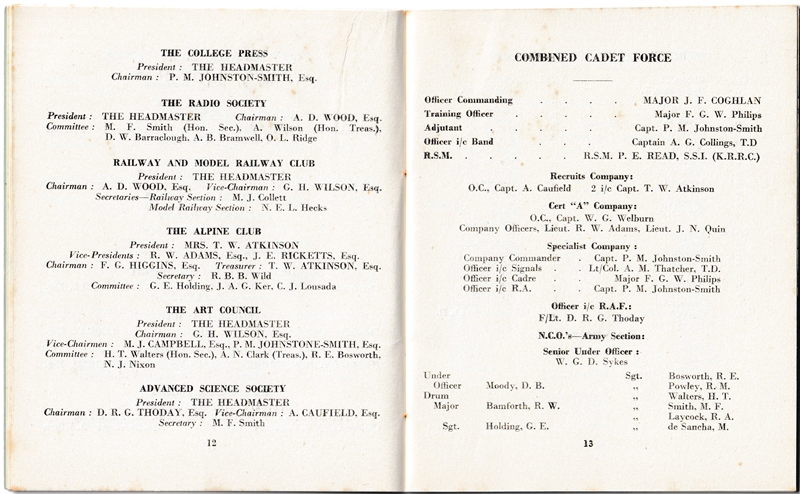 THE COLLEGE PRESS
President : THE HEADMASTER
Chairman : P. M. JOHNSTON-SMITH, Esq.
THE RADIO SOCIETY
President : THE HEADMASTER Chairman : A. D. WOOD, Esq.
Committee : M. F. Smith (Hon. Sec.), A. Wilson (Hon. Treas.),
D. W. Barraclough, A. B. Bramwell, O. L. Ridge
RAILWAY AND MODEL RAILWAY CLUB
President : THE HEADMASTER
Chairman : A. D. WOOD, Esq. Vice-Chairman : G. H. WILSON, Esq.
Secretaries—Railway Section : M. J. Collett
Model Railway Section : N. E. L. Hecks
THE ALPINE CLUB
President : MRS. T. W. ATKINSON
Vice-Presidents : R. W. ADAMS, Esq., J. E. RICKETTS, Esq.
Chairman : F. G. HIGGINS, Esq. Treasurer : T. W. ATKINSON, Esq.
Secretary : R. B. B. Wild
Committee : G. E. Holding, J. A. G. Ker, C. J. Lousada
THE ART COUNCIL
President : THE HEADMASTER
Chairman : G. H. WILSON, Esq.
Vice-Chairmen : M. J. CAMPBELL, Esq., P. M. JOHNSTONE-SMITH, Esq.
Committee : H. T. Walters (Hon. Sec.), A. N. Clark (Treas.), R. E. Bosworth,
N. J. Nixon
ADVANCED SCIENCE SOCIETY
President : THE HEADMASTER
Chairman : D. R. G. THODAY, Esq. Vice-Chairman : A. CAUFIELD, Esq.
Secretary : M. F. Smith
12
COMBINED CADET FORCE
Officer Commanding . . . . MAJOR J. F. COGHLAN
Training Officer . . . . Major F. G. W. Philips
Adjutant . . . . Capt. P. M. Johnston-Smith
Officer i/c Band . . . Captain A. G. Collings, T.D
R.S.M. . . . . . R.S.M. P. E. READ, S.S.I. (K.R.R.C.)
Recruits Company:
O.C., Capt. A. Caufield 2 i/c Capt. T. W. Atkinson
Cert "A" Company:
O.C., Capt. W. G. Welburn
Company Officers, Lieut. R. W. Adams, Lieut. J. N. Quin
Specialist Company :
Company Commander . Capt. P. M. Johnston-Smith
Officer i/c Signals . . Lt/Col. A. M. Thatcher, T.D.
Officer i/c Cadre . . Major F. G. W. Philips
Officer i/c R.A. . . Capt. P. M. Johnston-Smith
Officer i/c R.A.F:
F/Lt. D. R. G. Thoday
N.C.O.'s—Army Section:
Senior Under Officer :
W. G. D. Sykes
Under Sgt. Bosworth, R. E.
Officer Moody, D. B. ,, Powley, R. M.
Drum ,, Walters, H. T.
Major Bamforth, R. W. ,, Smith, M. F.
,, Laycock, R. A.
Sgt. Holding, G. E. ,, de Sancha, M.
13